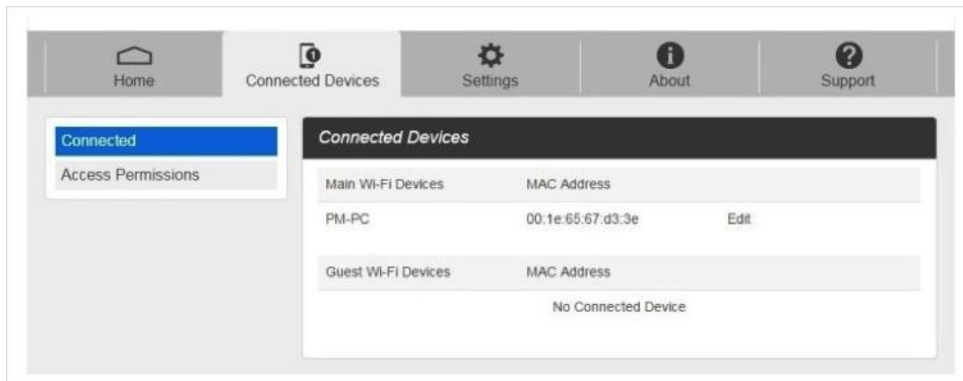 Home
1
Connected Devices
Settings
About
Support
Connected
Access Permissions
Connected Devices
Main Wi-Fi Devices MAC Address
PM-PC 00:1e:65:67:d3:3e Edit
Guest Wi-Fi Devices MAC Address
No Connected Device